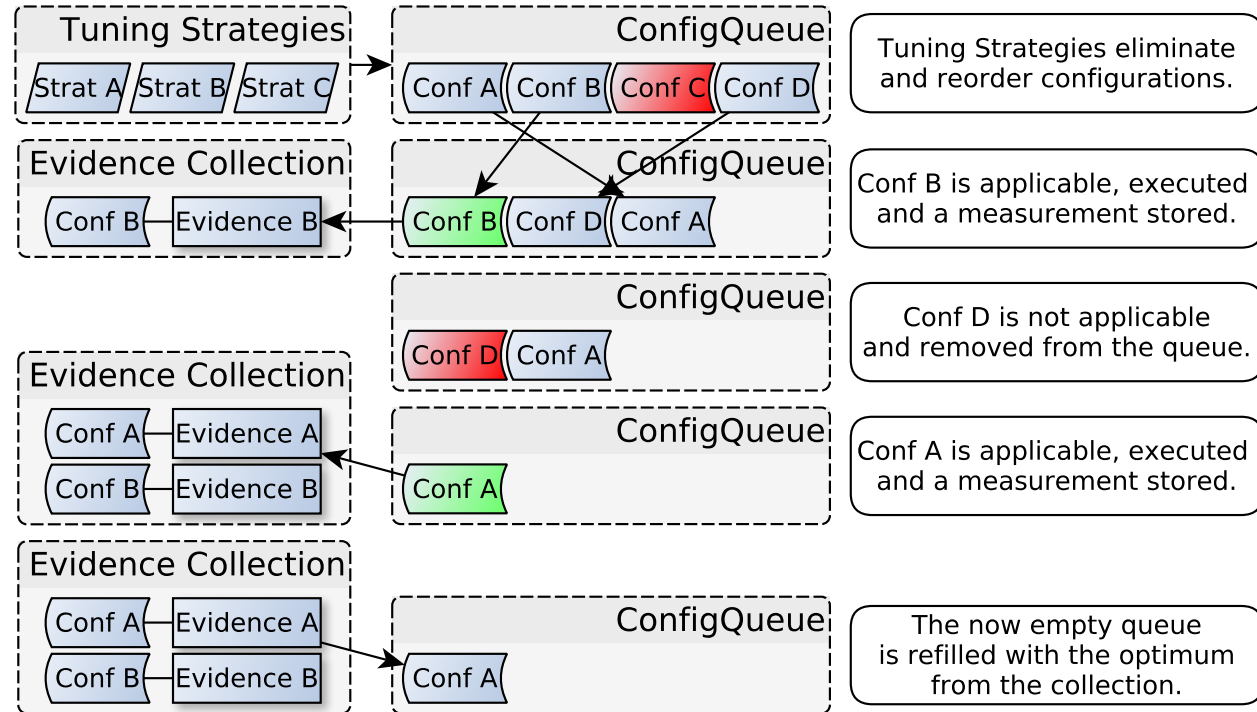 Tuning Strategies
Strat A
Strat B
Strat C
ConfigQueue
Conf A
Conf B
Conf C
Conf D
Tuning Strategies eliminate
and reorder configurations.
Evidence Collection
Conf B
Evidence B
ConfigQueue
Conf B
Conf D
Conf A
Conf B is applicable, executed
and a measurement stored.
ConfigQueue
Conf D
Conf A
Conf D is not applicable
and removed from the queue.
Evidence Collection
Conf A
Evidence A
Conf B
Evidence B
ConfigQueue
Conf A
Conf A is applicable, executed
and a measurement stored.
Evidence Collection
Conf A
Evidence A
Conf B
Evidence B
ConfigQueue
Conf A
The now empty queue
is refilled with the optimum
from the collection.